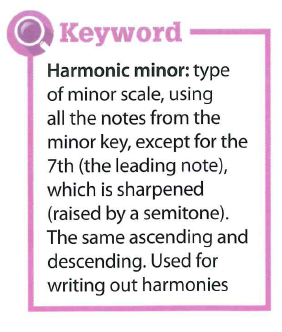 Keyword
Harmonic minor: type
of minor scale, using
all the notes from the
minor key, except for the
7th (the leading note),
which is sharpened
(raised by a semitone).
The same ascending and
descending. Used for
writing out harmonies